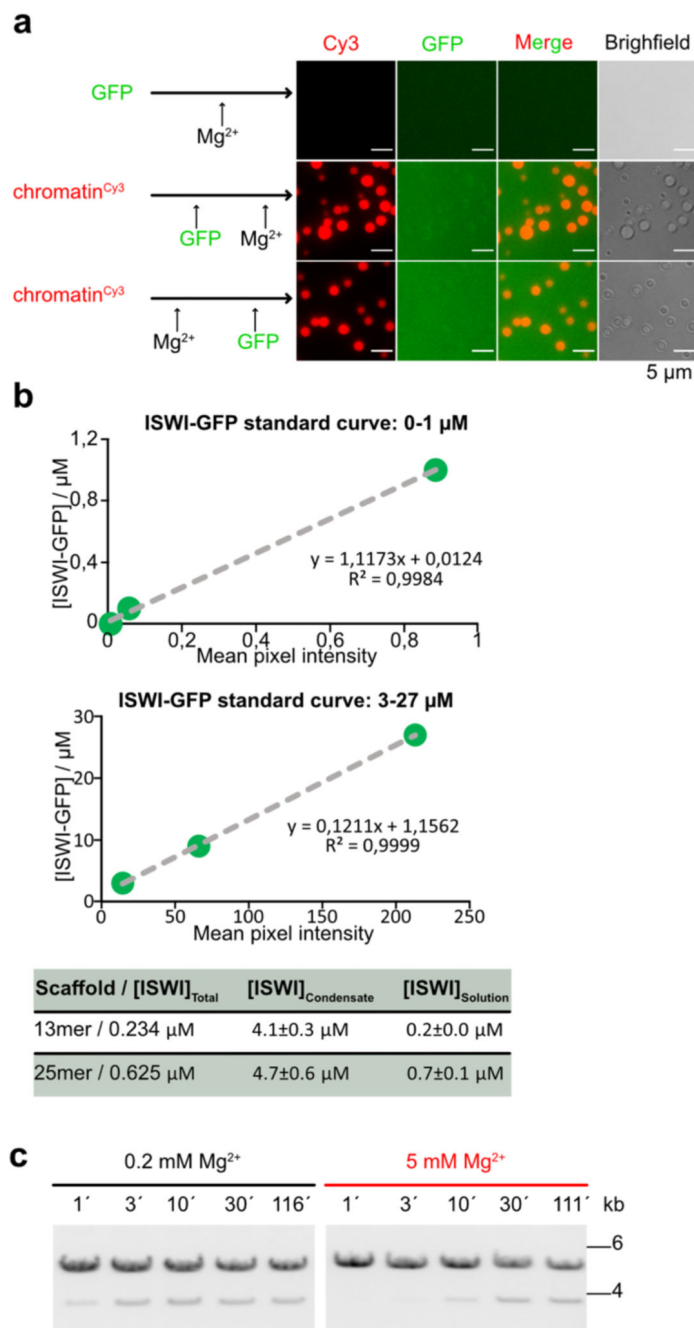 a
Cy3 GFP Merge Brighfield
GFP
Mg²⁺
chromatin^Cy3
GFP Mg²⁺
chromatin^Cy3
Mg²⁺ GFP
5 µm
b
ISWI-GFP standard curve: 0-1 µM
[ISWI-GFP] / µM
1,2
0,8
0,4
0
y = 1,1173x + 0,0124
R² = 0,9984
0 0,2 0,4 0,6 0,8 1
Mean pixel intensity
ISWI-GFP standard curve: 3-27 µM
[ISWI-GFP] / µM
30
20
10
0
y = 0,1211x + 1,1562
R² = 0,9999
0 50 100 150 200 250
Mean pixel intensity
Scaffold / [ISWI]Total [ISWI]Condensate [ISWI]Solution
13mer / 0.234 µM 4.1±0.3 µM 0.2±0.0 µM
25mer / 0.625 µM 4.7±0.6 µM 0.7±0.1 µM
c
0.2 mM Mg²⁺ 5 mM Mg²⁺
1´ 3´ 10´ 30´ 116´ 1´ 3´ 10´ 30´ 111´ kb
6
4